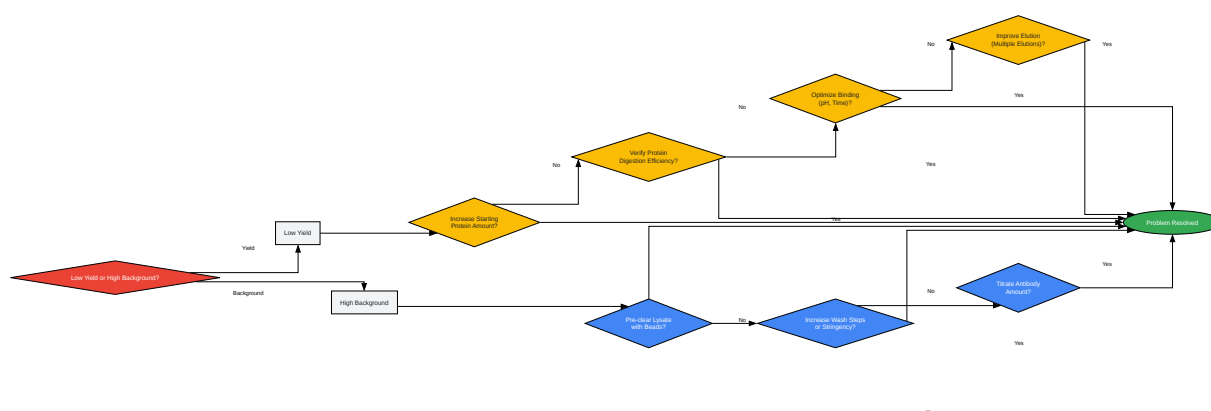 Improve Elution
(Multiple Elutions)?
No
Yes
Optimize Binding
(pH, Time)?
Yes
No
Verify Protein
Digestion Efficiency?
No
Yes
Increase Starting
Protein Amount?
Yes
Problem Resolved
Low Yield
Yield
Low Yield or High Background?
Background
High Background
Yes
Titrate Antibody
Amount?
No
Pre-clear Lysate
with Beads?
No
Increase Wash Steps
or Stringency?
Yes